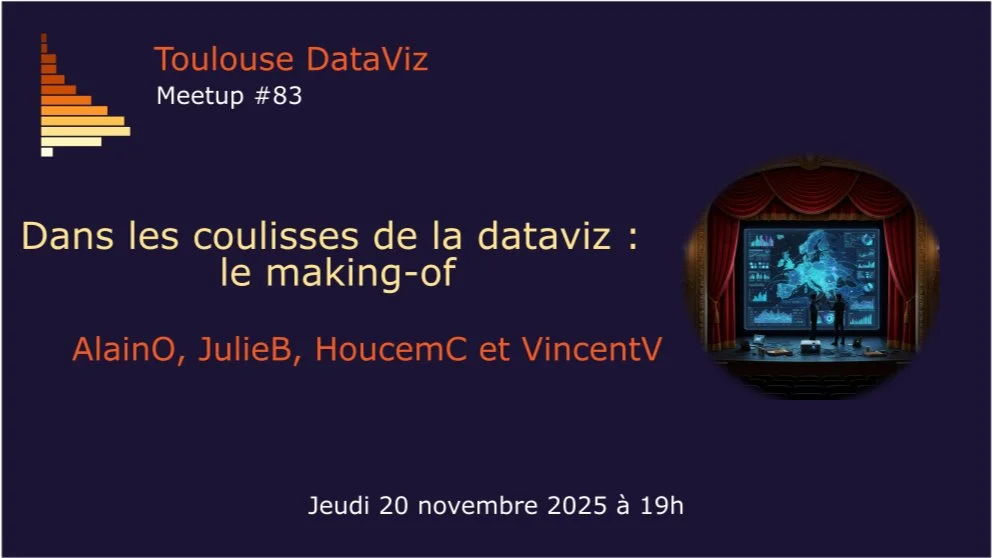 Toulouse DataViz
Meetup #83
Dans les coulisses de la dataviz :
le making-of
AlainO, JulieB, HoucemC et VincentV
Jeudi 20 novembre 2025 à 19h